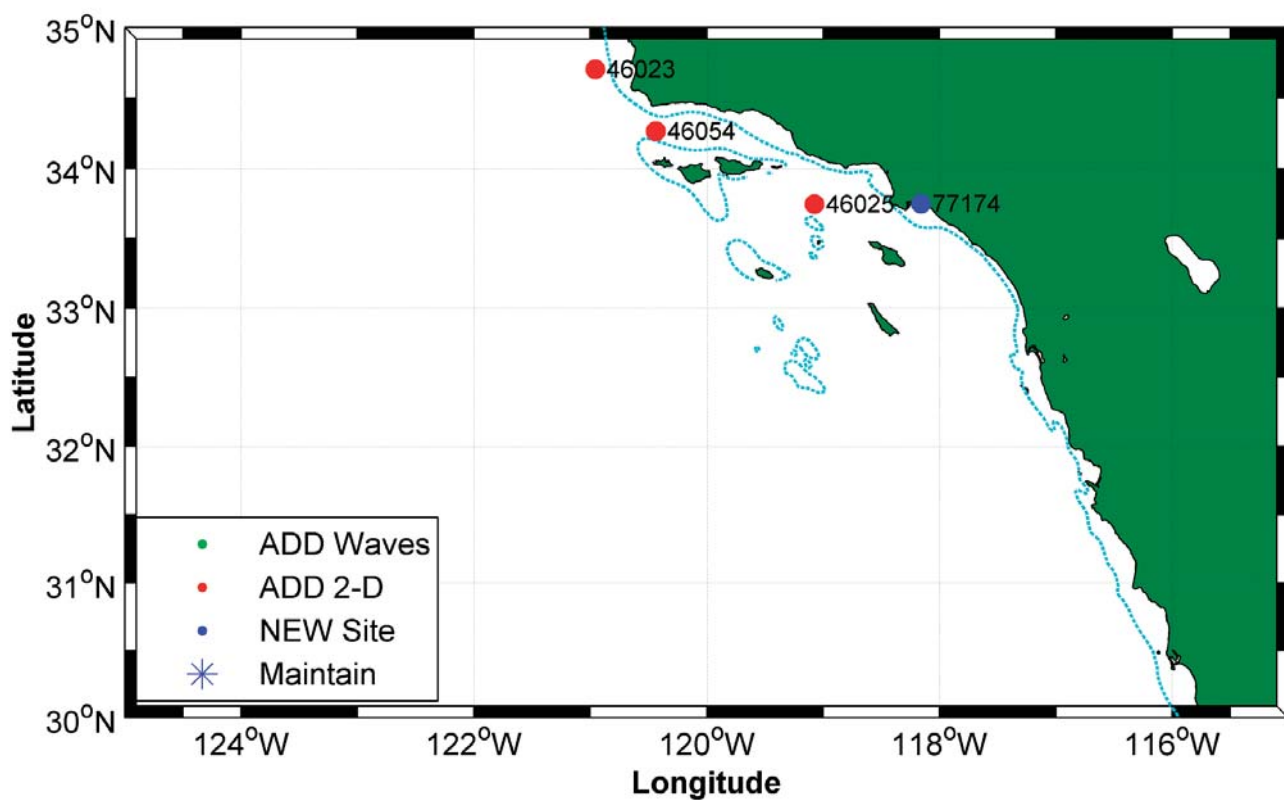 35°N
34°N
33°N
32°N
31°N
30°N
Latitude
46023
46054
46025
77174
ADD Waves
ADD 2-D
NEW Site
Maintain
124°W
122°W
120°W
118°W
116°W
Longitude